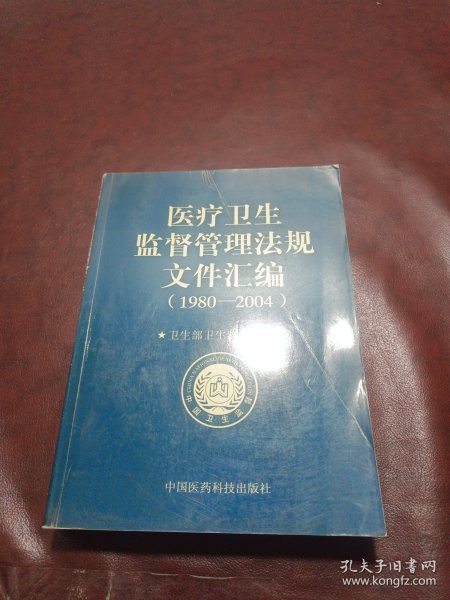 医疗卫生
监督管理法规
文件汇编
（1980—2004）
★卫生部卫生
中国卫生监督
中国医药科技出版社
孔夫子旧书网
www.kongfz.com